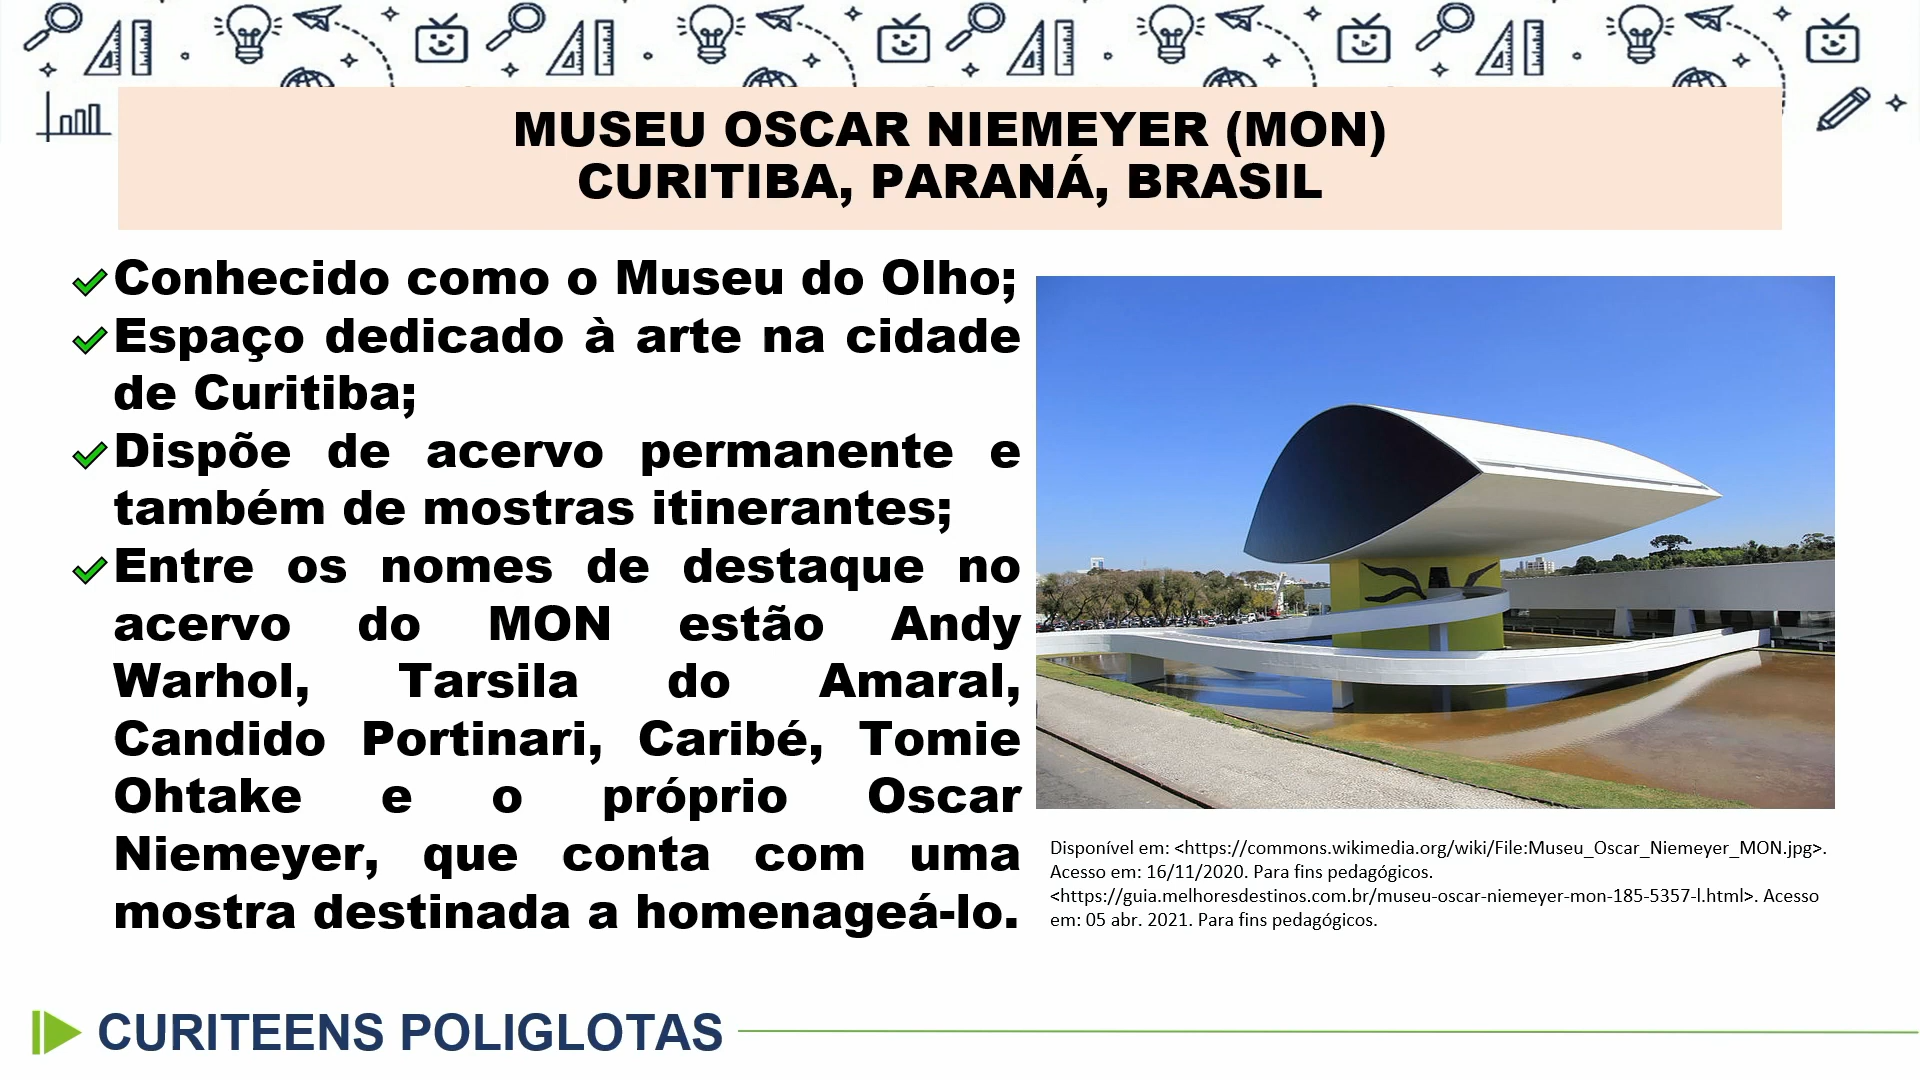 MUSEU OSCAR NIEMEYER (MON)
CURITIBA, PARANÁ, BRASIL
Conhecido como o Museu do Olho;
Espaço dedicado à arte na cidade
de Curitiba;
Dispõe de acervo permanente e
também de mostras itinerantes;
Entre os nomes de destaque no
acervo do MON estão Andy
Warhol, Tarsila do Amaral,
Candido Portinari, Caribé, Tomie
Ohtake e o próprio Oscar
Niemeyer, que conta com uma
mostra destinada a homenageá-lo.
Disponível em: <https://commons.wikimedia.org/wiki/File:Museu_Oscar_Niemeyer_MON.jpg>.
Acesso em: 16/11/2020. Para fins pedagógicos.
<https://guia.melhoresdestinos.com.br/museu-oscar-niemeyer-mon-185-5357-l.html>. Acesso
em: 05 abr. 2021. Para fins pedagógicos.
CURITEENS POLIGLOTAS